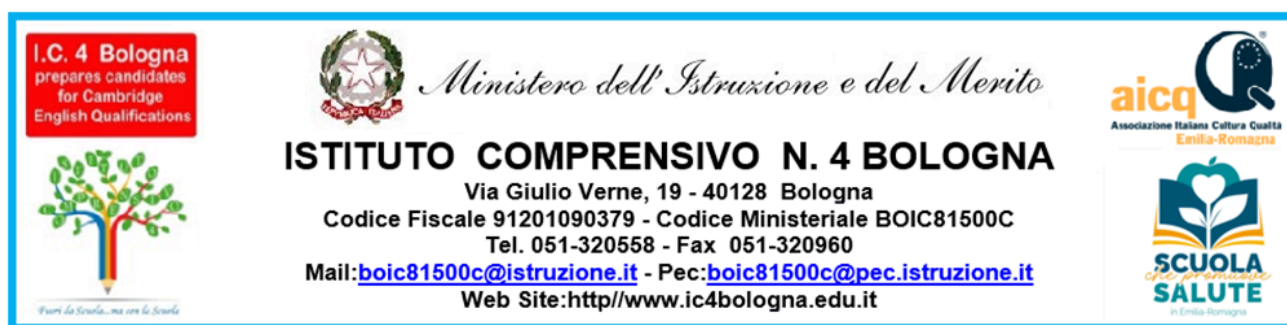 I.C. 4 Bologna
prepares candidates
for Cambridge
English Qualifications
Fuori da Scuola...ma con la Scuola
Ministero dell'Istruzione e del Merito
ISTITUTO COMPRENSIVO N. 4 BOLOGNA
Via Giulio Verne, 19 - 40128 Bologna
Codice Fiscale 91201090379 - Codice Ministeriale BOIC81500C
Tel. 051-320558 - Fax 051-320960
Mail:boic81500c@istruzione.it - Pec:boic81500c@pec.istruzione.it
Web Site:http//www.ic4bologna.edu.it
aicq
Associazione Italiana Cultura Qualità
Emilia-Romagna
SCUOLA
che promuove
SALUTE
in Emilia-Romagna